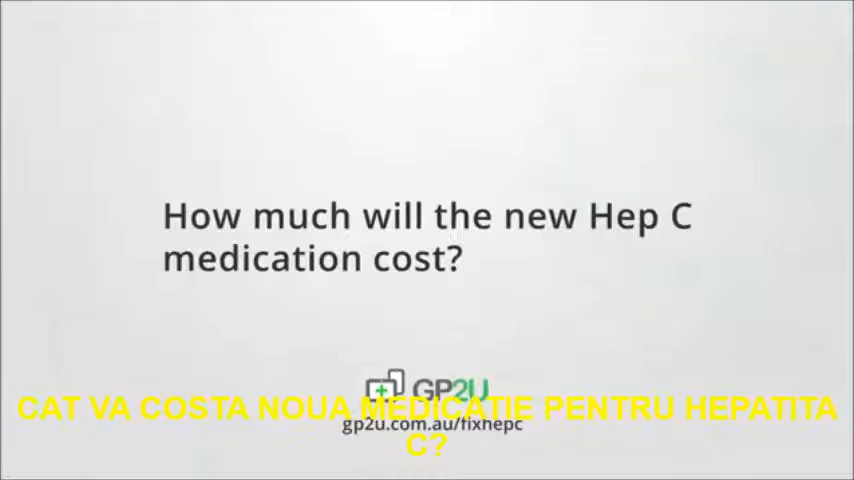 How much will the new Hep C
medication cost?
GP2U
CAT VA COSTA NOUA MEDICATIE PENTRU HEPATITA
gp2u.com.au/fixhepc
C?